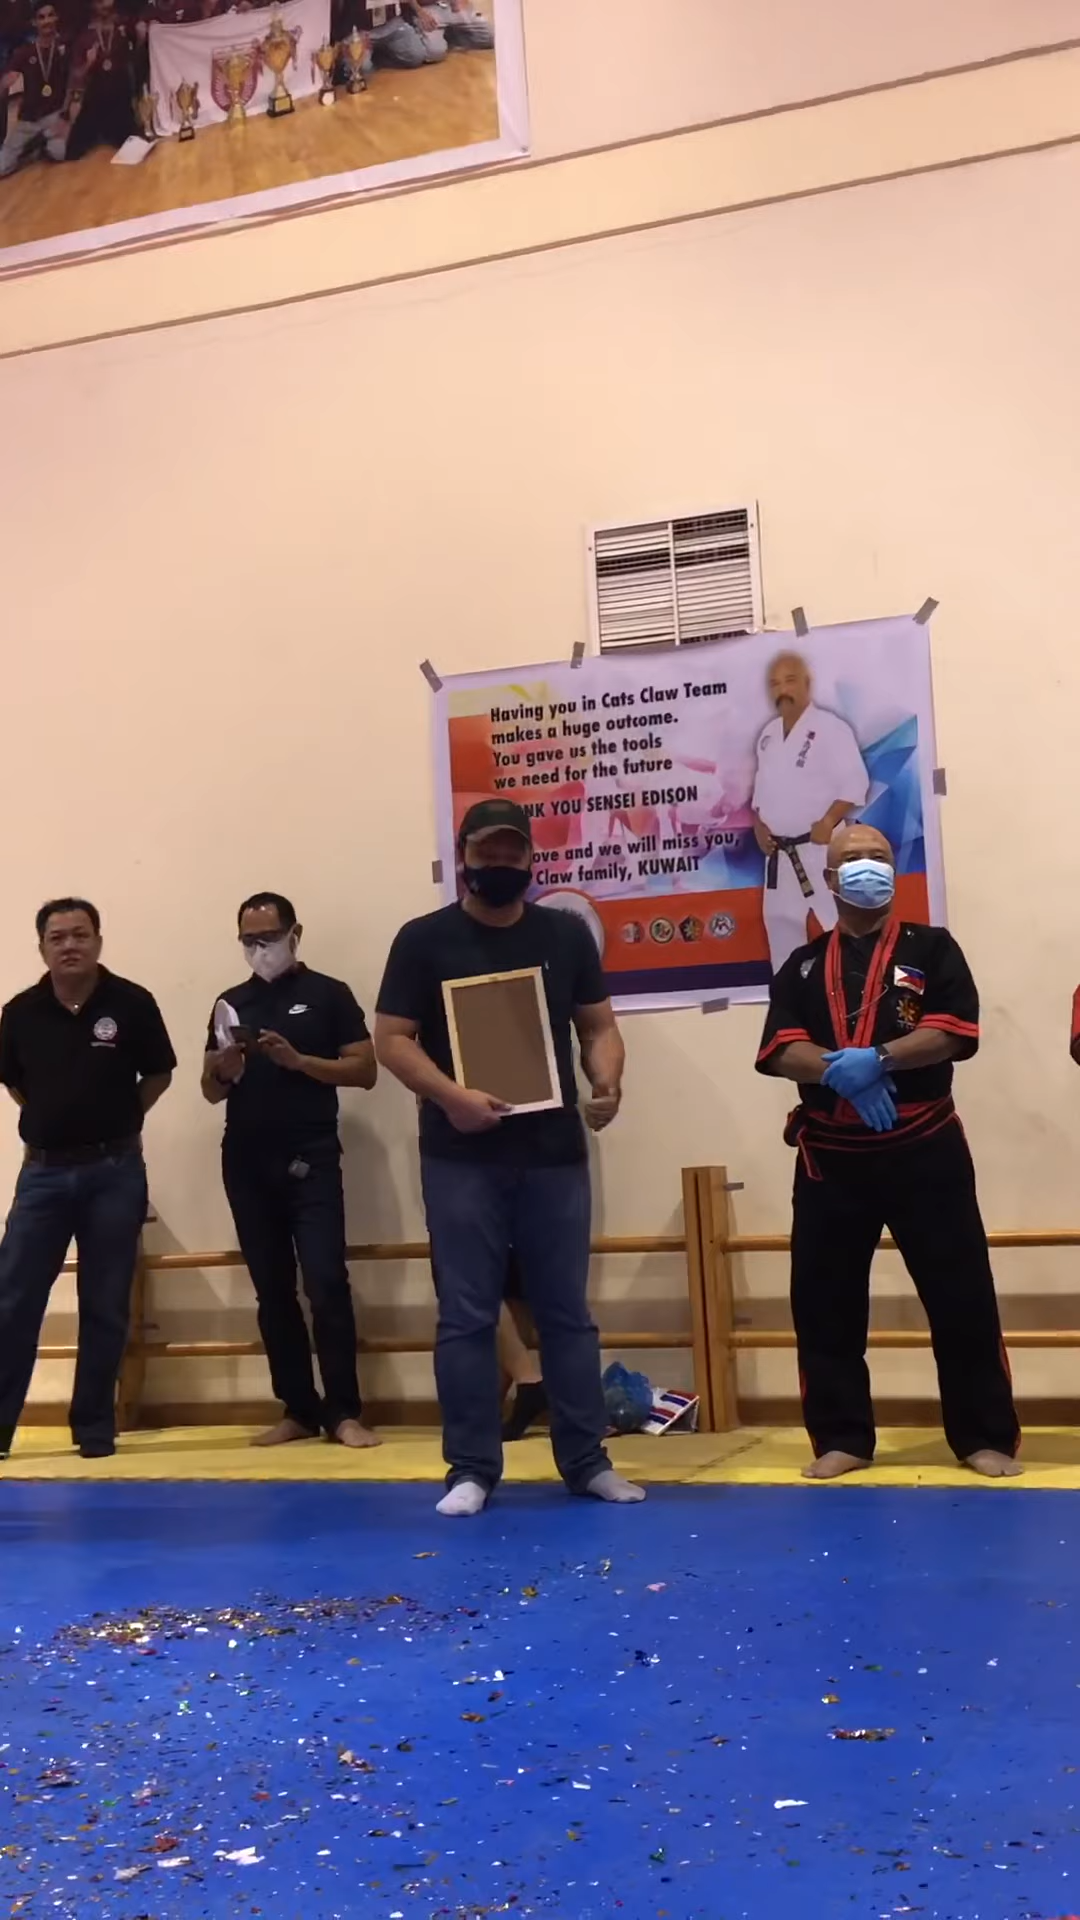 Having you in Cats Claw Team
makes a huge outcome.
You gave us the tools
we need for the future
NK YOU SENSEI EDISON
ove and we will miss you,
Claw family, KUWAIT